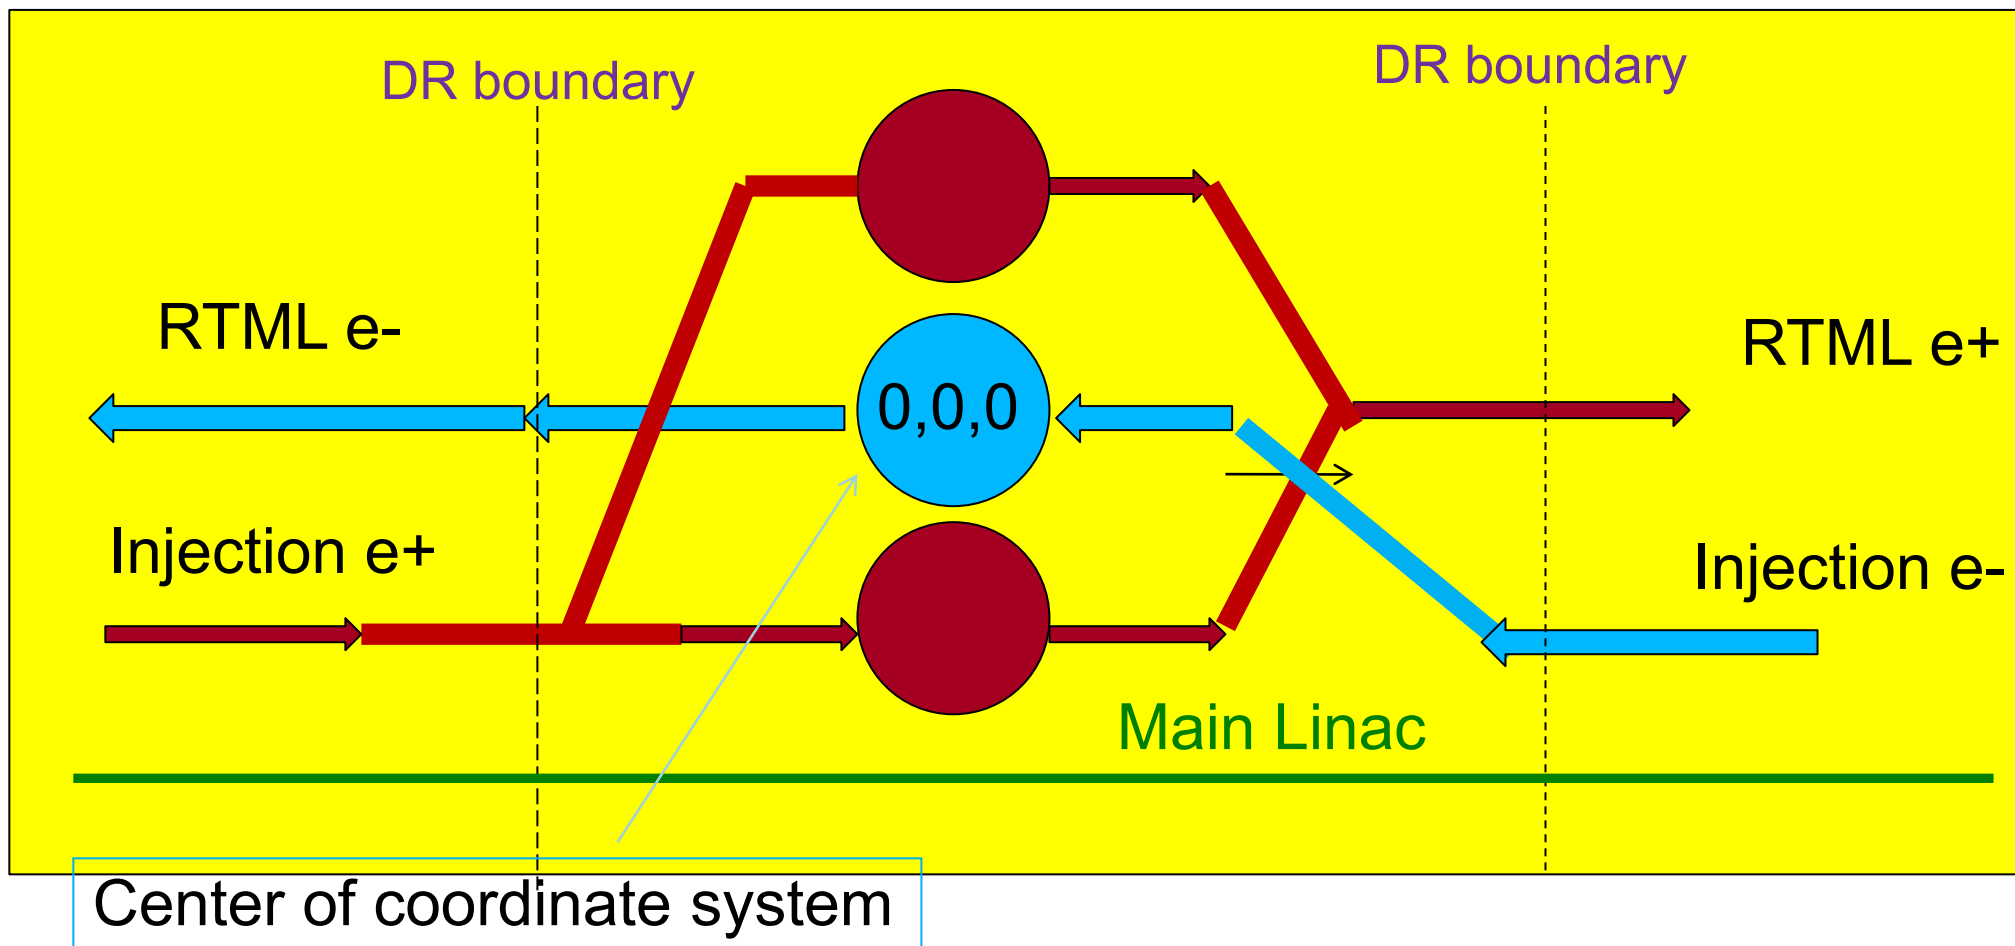 DR boundary
DR boundary
RTML e-
RTML e+
0,0,0
Injection e+
Injection e-
Main Linac
Center of coordinate system